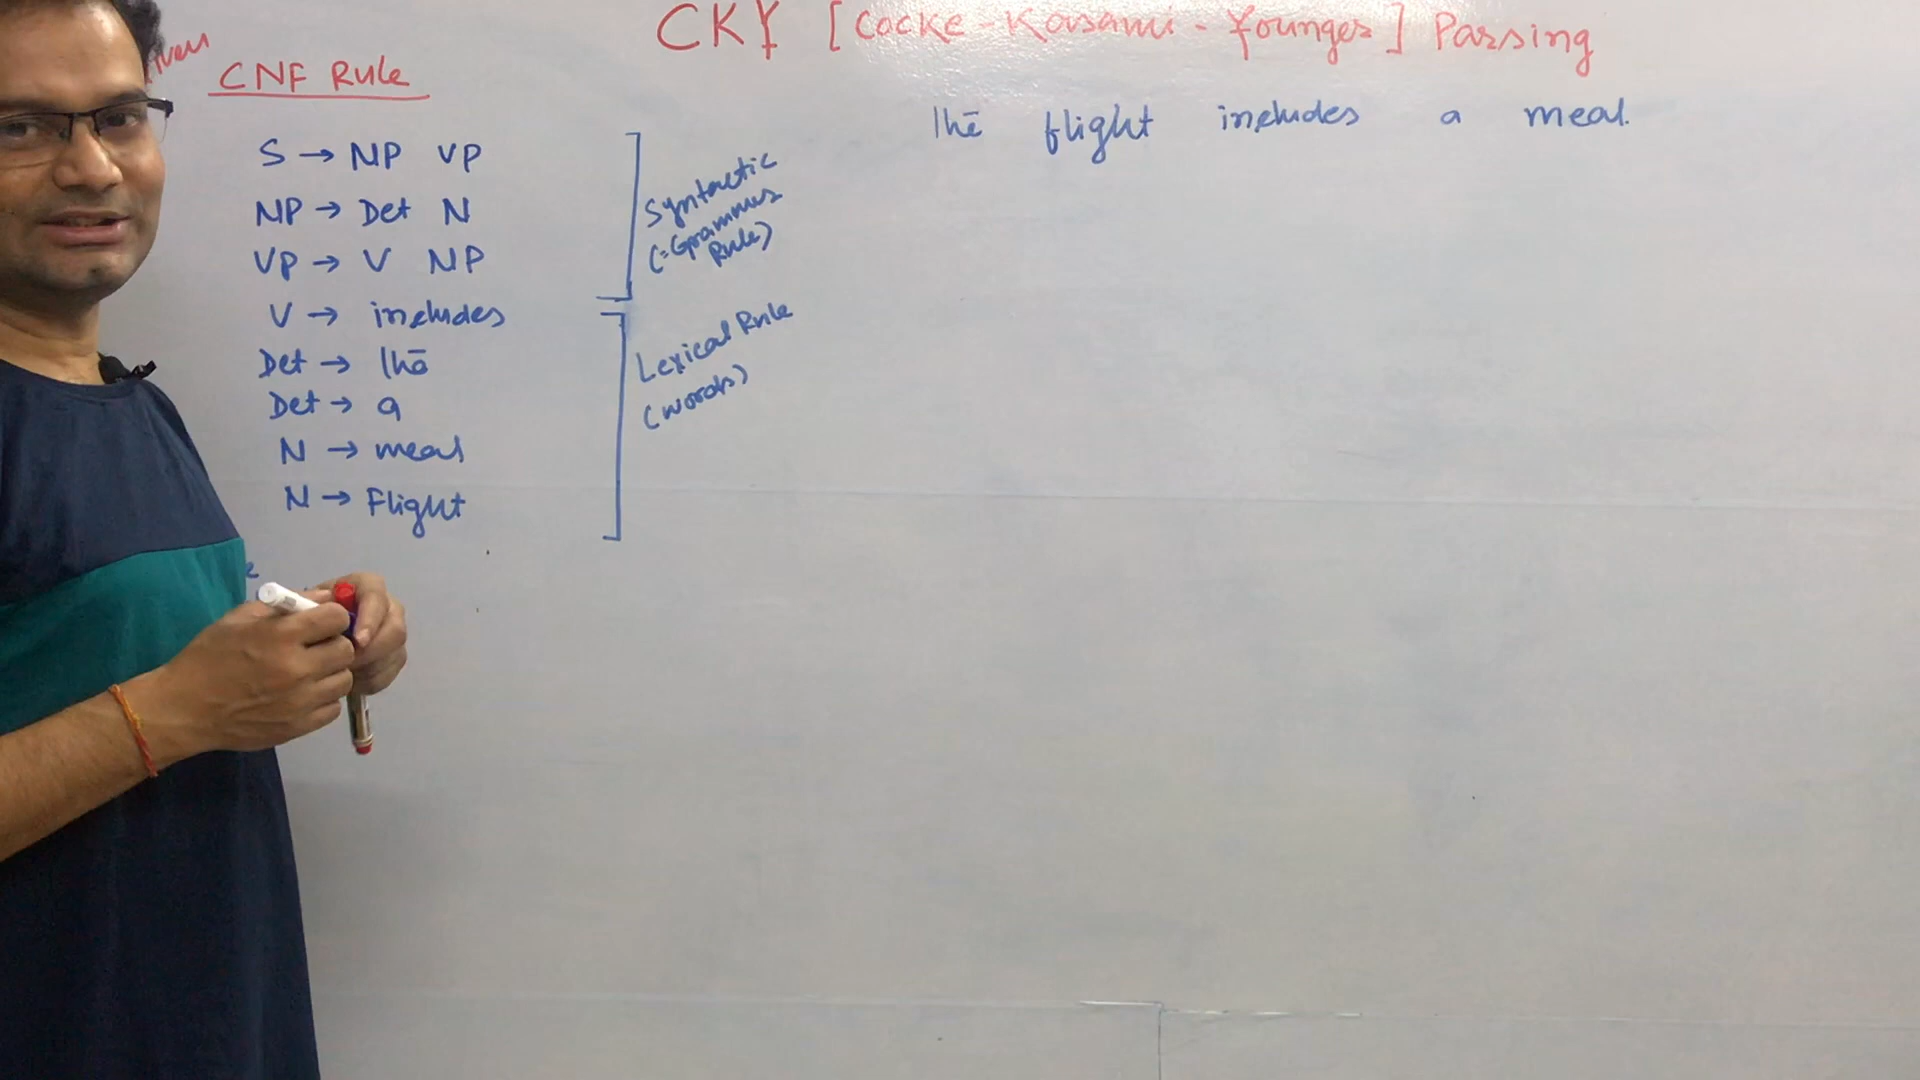 CKY [Cocke-Kasami-Younger] Parsing
Given
CNF Rule
The flight includes a meal.
S → NP VP
NP → Det N
VP → V NP
V → includes
Det → The
Det → a
N → meal
N → Flight
Syntactic
(=Grammar
Rule)
Lexical Rule
(words)